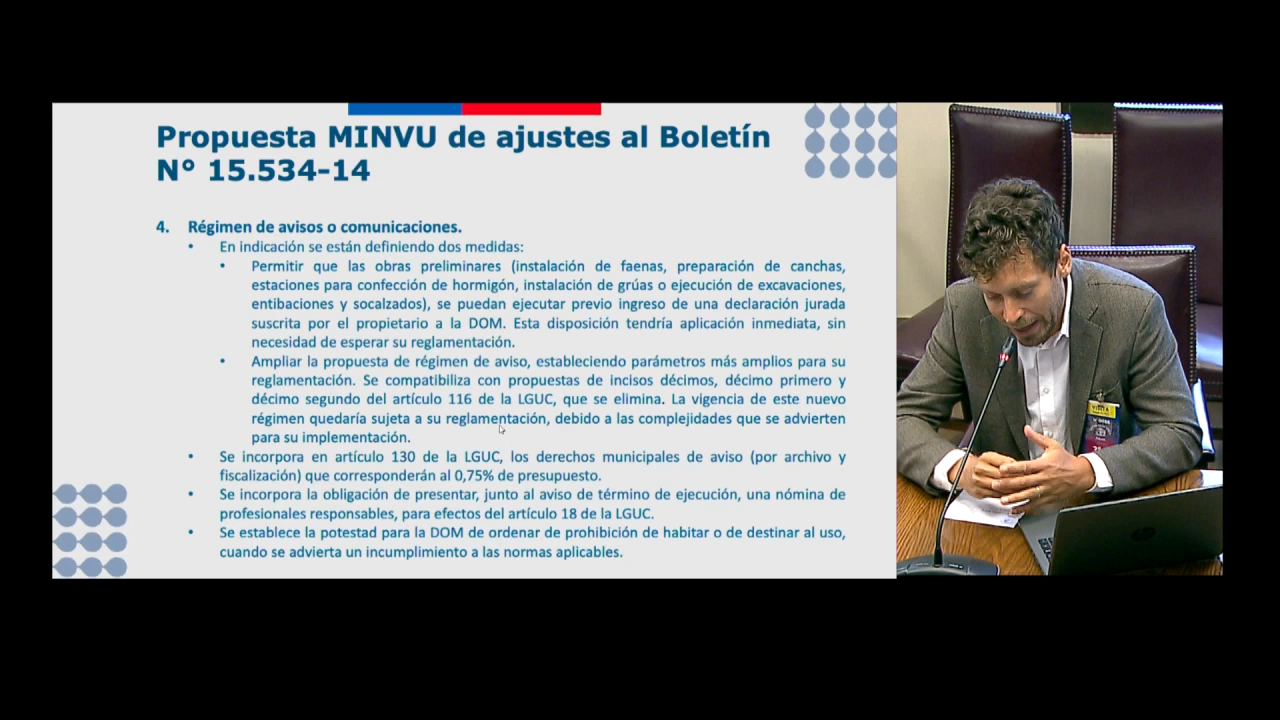 Propuesta MINVU de ajustes al Boletín
N° 15.534-14
4. Régimen de avisos o comunicaciones.
• En indicación se están definiendo dos medidas:
• Permitir que las obras preliminares (instalación de faenas, preparación de canchas,
estaciones para confección de hormigón, instalación de grúas o ejecución de excavaciones,
entibaciones y socalzados), se puedan ejecutar previo ingreso de una declaración jurada
suscrita por el propietario a la DOM. Esta disposición tendría aplicación inmediata, sin
necesidad de esperar su reglamentación.
• Ampliar la propuesta de régimen de aviso, estableciendo parámetros más amplios para su
reglamentación. Se compatibiliza con propuestas de incisos décimos, décimo primero y
décimo segundo del artículo 116 de la LGUC, que se elimina. La vigencia de este nuevo
régimen quedaría sujeta a su reglamentación, debido a las complejidades que se advierten
para su implementación.
• Se incorpora en artículo 130 de la LGUC, los derechos municipales de aviso (por archivo y
fiscalización) que corresponderán al 0,75% de presupuesto.
• Se incorpora la obligación de presentar, junto al aviso de término de ejecución, una nómina de
profesionales responsables, para efectos del artículo 18 de la LGUC.
• Se establece la potestad para la DOM de ordenar de prohibición de habitar o de destinar al uso,
cuando se advierta un incumplimiento a las normas aplicables.
VISITA